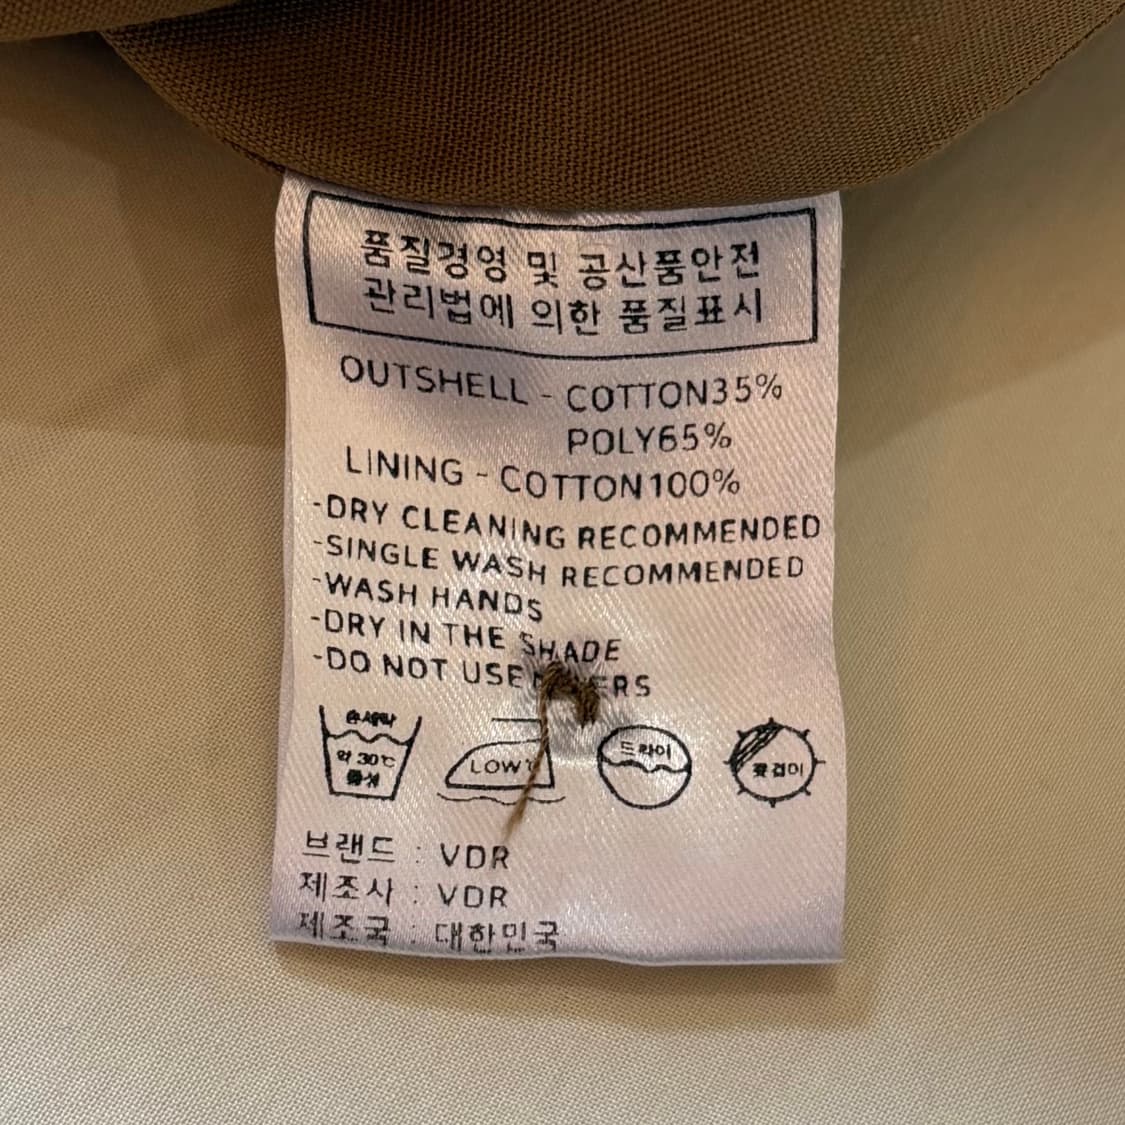 품질경영 및 공산품안전
관리법에 의한 품질표시
OUTSHELL - COTTON35%
POLY65%
LINING - COTTON100%
-DRY CLEANING RECOMMENDED
-SINGLE WASH RECOMMENDED
-WASH HANDS
-DRY IN THE SHADE
-DO NOT USE
손세탁
약 30℃
중성
LOW
드라이
옷걸이
브랜드 : VDR
제조사 : VDR
제조국 : 대한민국